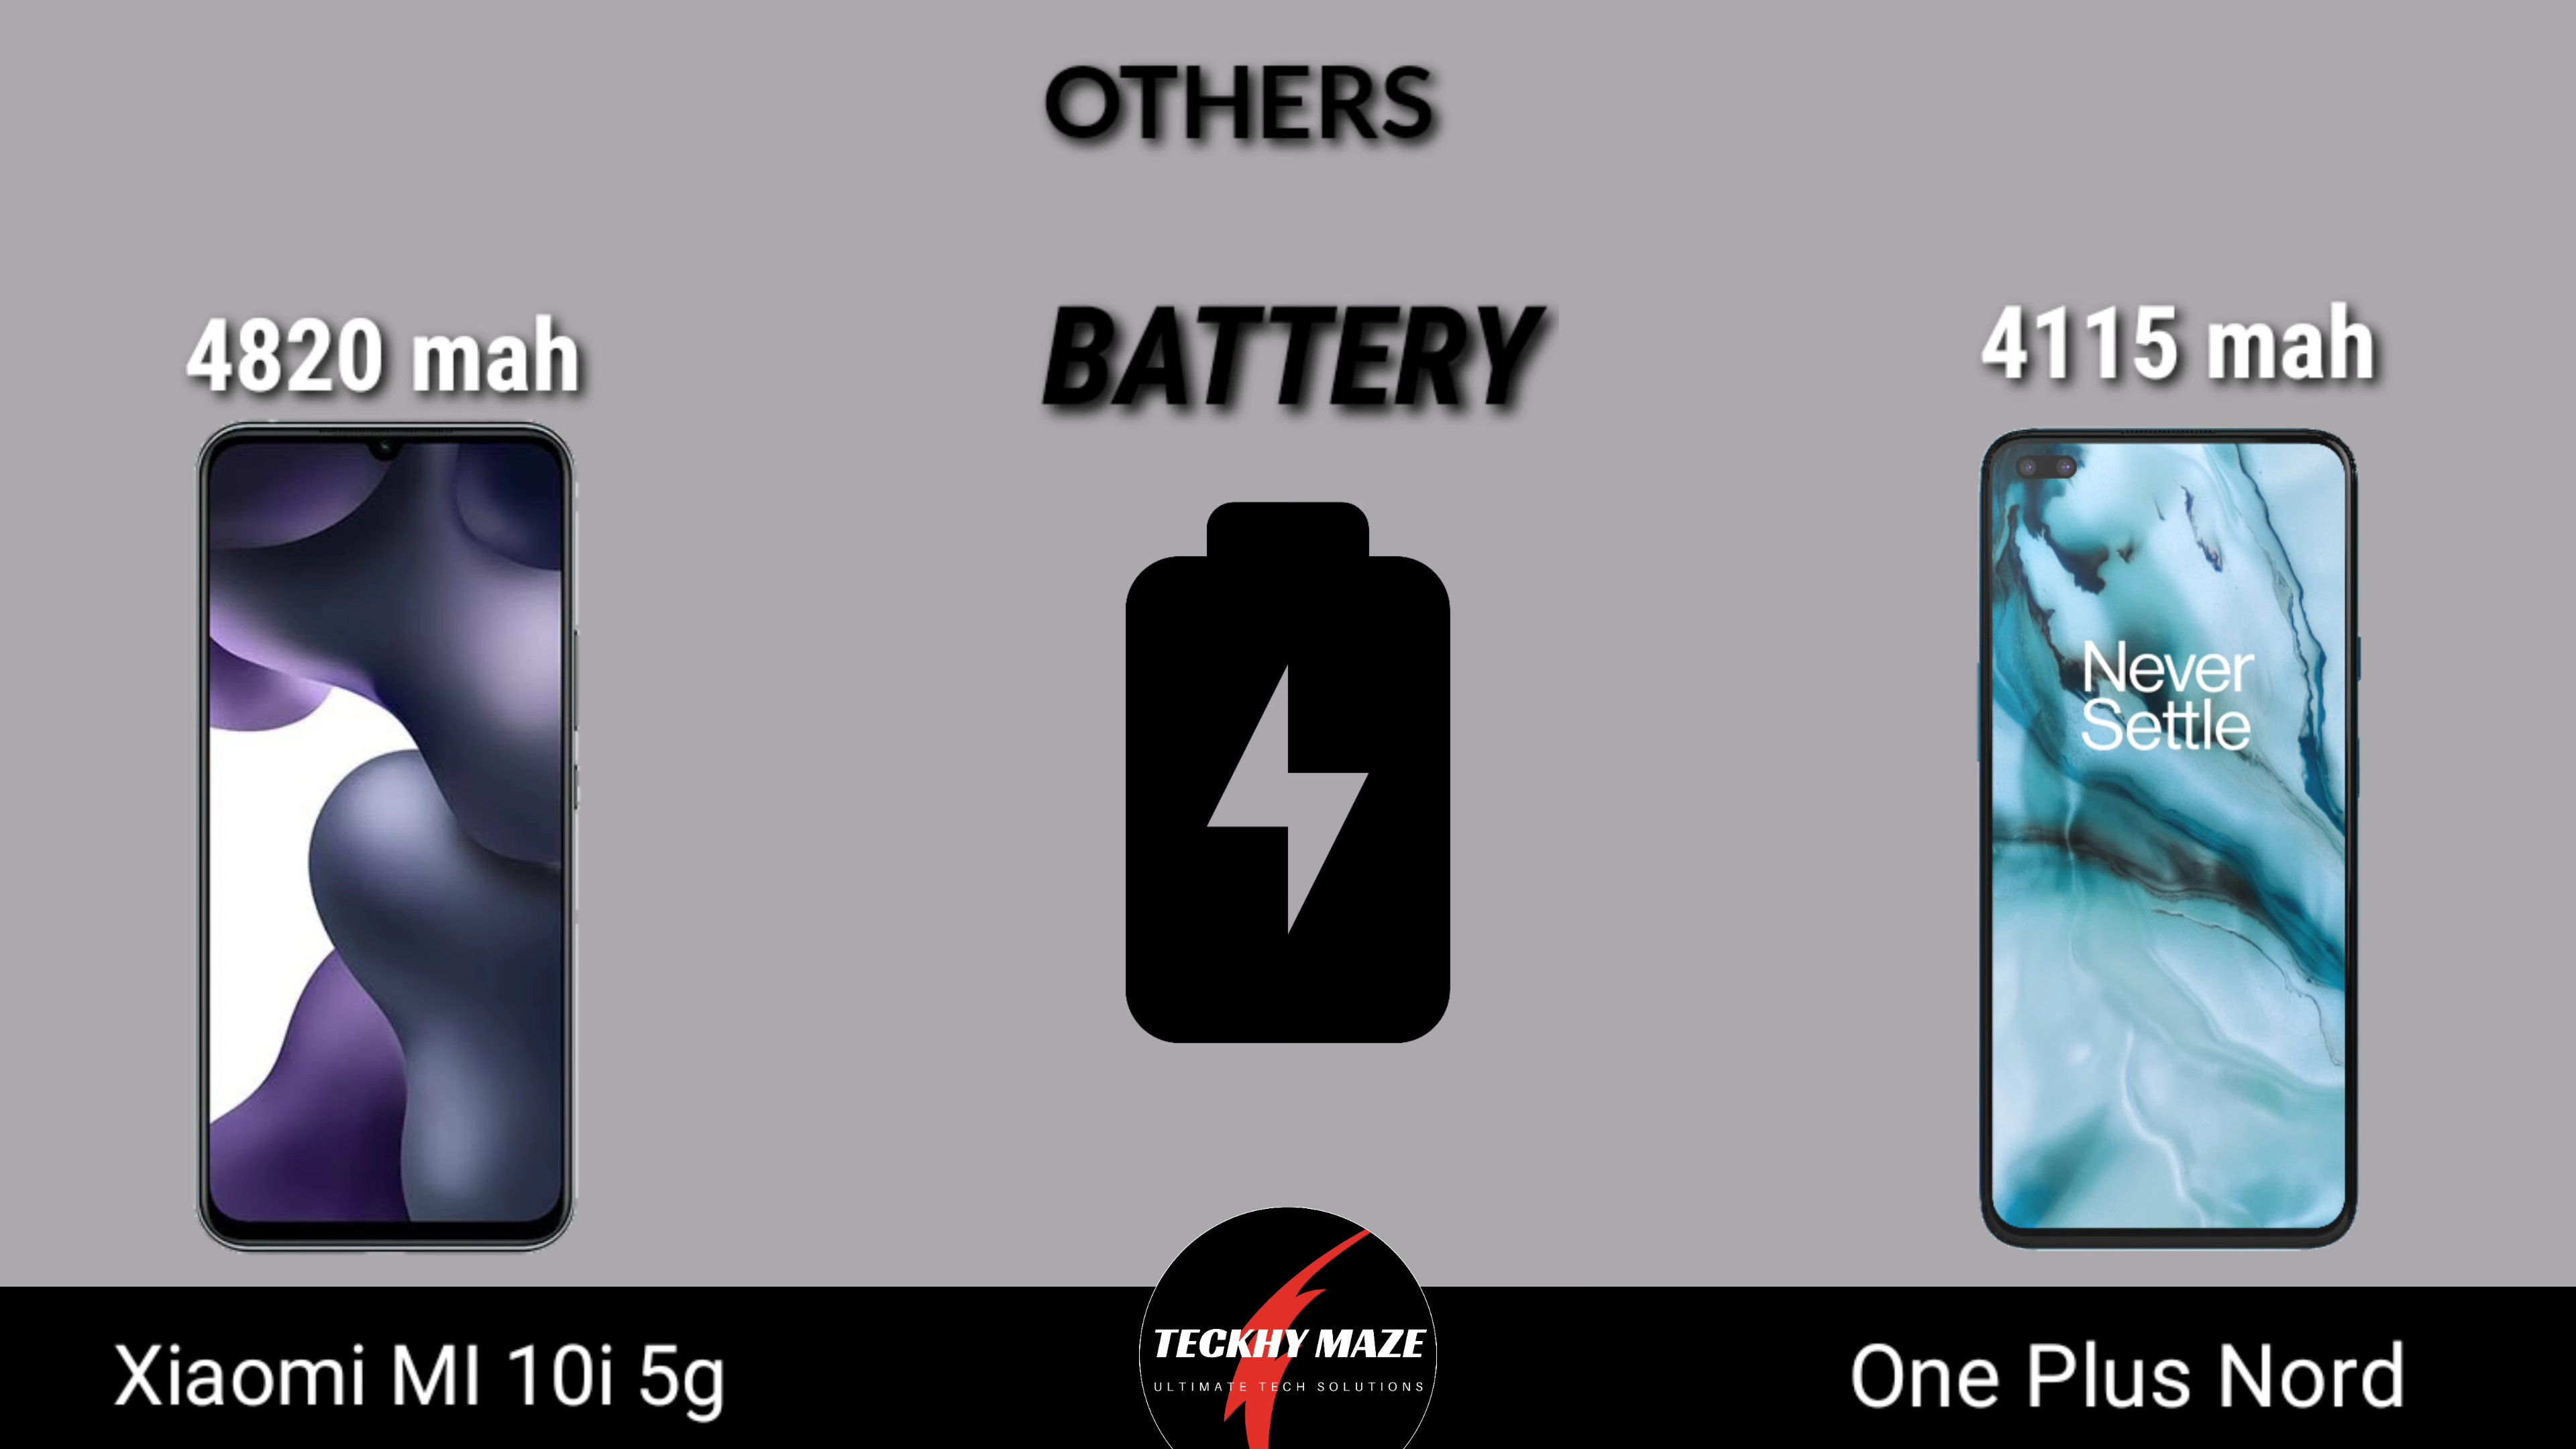 OTHERS
4820 mah
BATTERY
4115 mah
Never
Settle
Xiaomi MI 10i 5g
TECKHY MAZE
ULTIMATE TECH SOLUTIONS
One Plus Nord